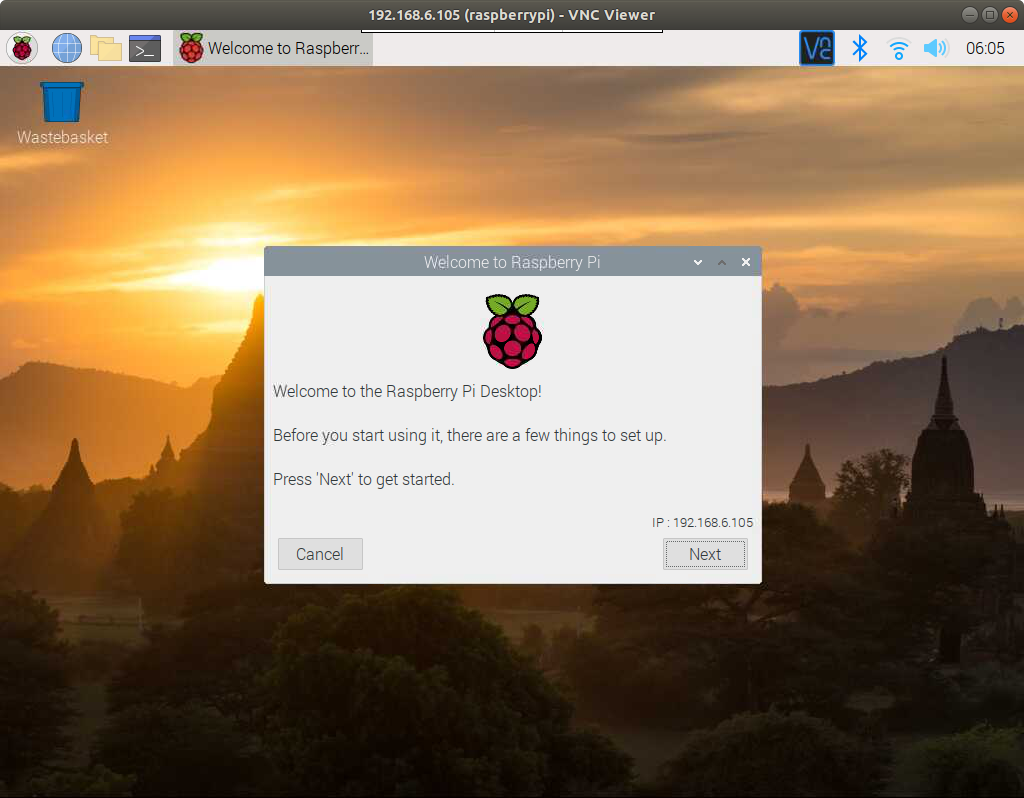 192.168.6.105 (raspberrypi) - VNC Viewer
Welcome to Raspberr...
06:05
Wastebasket
Welcome to Raspberry Pi
Welcome to the Raspberry Pi Desktop!
Before you start using it, there are a few things to set up.
Press 'Next' to get started.
IP : 192.168.6.105
Cancel
Next